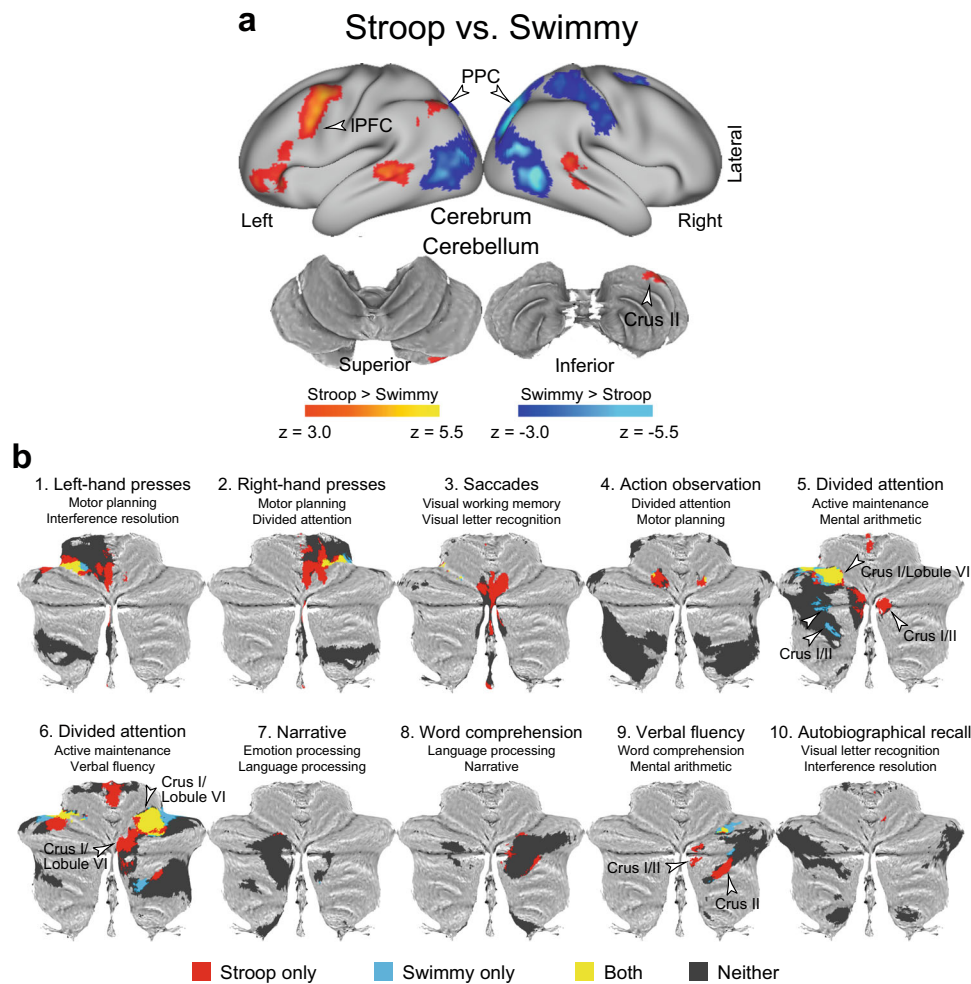 a
Stroop vs. Swimmy
PPC
lPFC
Lateral
Left
Right
Cerebrum
Cerebellum
Crus II
Superior
Inferior
Stroop > Swimmy
Swimmy > Stroop
z = 3.0
z = 5.5
z = -3.0
z = -5.5
b
1. Left-hand presses
Motor planning
Interference resolution
2. Right-hand presses
Motor planning
Divided attention
3. Saccades
Visual working memory
Visual letter recognition
4. Action observation
Divided attention
Motor planning
5. Divided attention
Active maintenance
Mental arithmetic
Crus I/Lobule VI
Crus I/II
Crus I/II
6. Divided attention
Active maintenance
Verbal fluency
Crus I/
Lobule VI
Crus I/
Lobule VI
7. Narrative
Emotion processing
Language processing
8. Word comprehension
Language processing
Narrative
9. Verbal fluency
Word comprehension
Mental arithmetic
Crus I/II
Crus II
10. Autobiographical recall
Visual letter recognition
Interference resolution
Stroop only
Swimmy only
Both
Neither